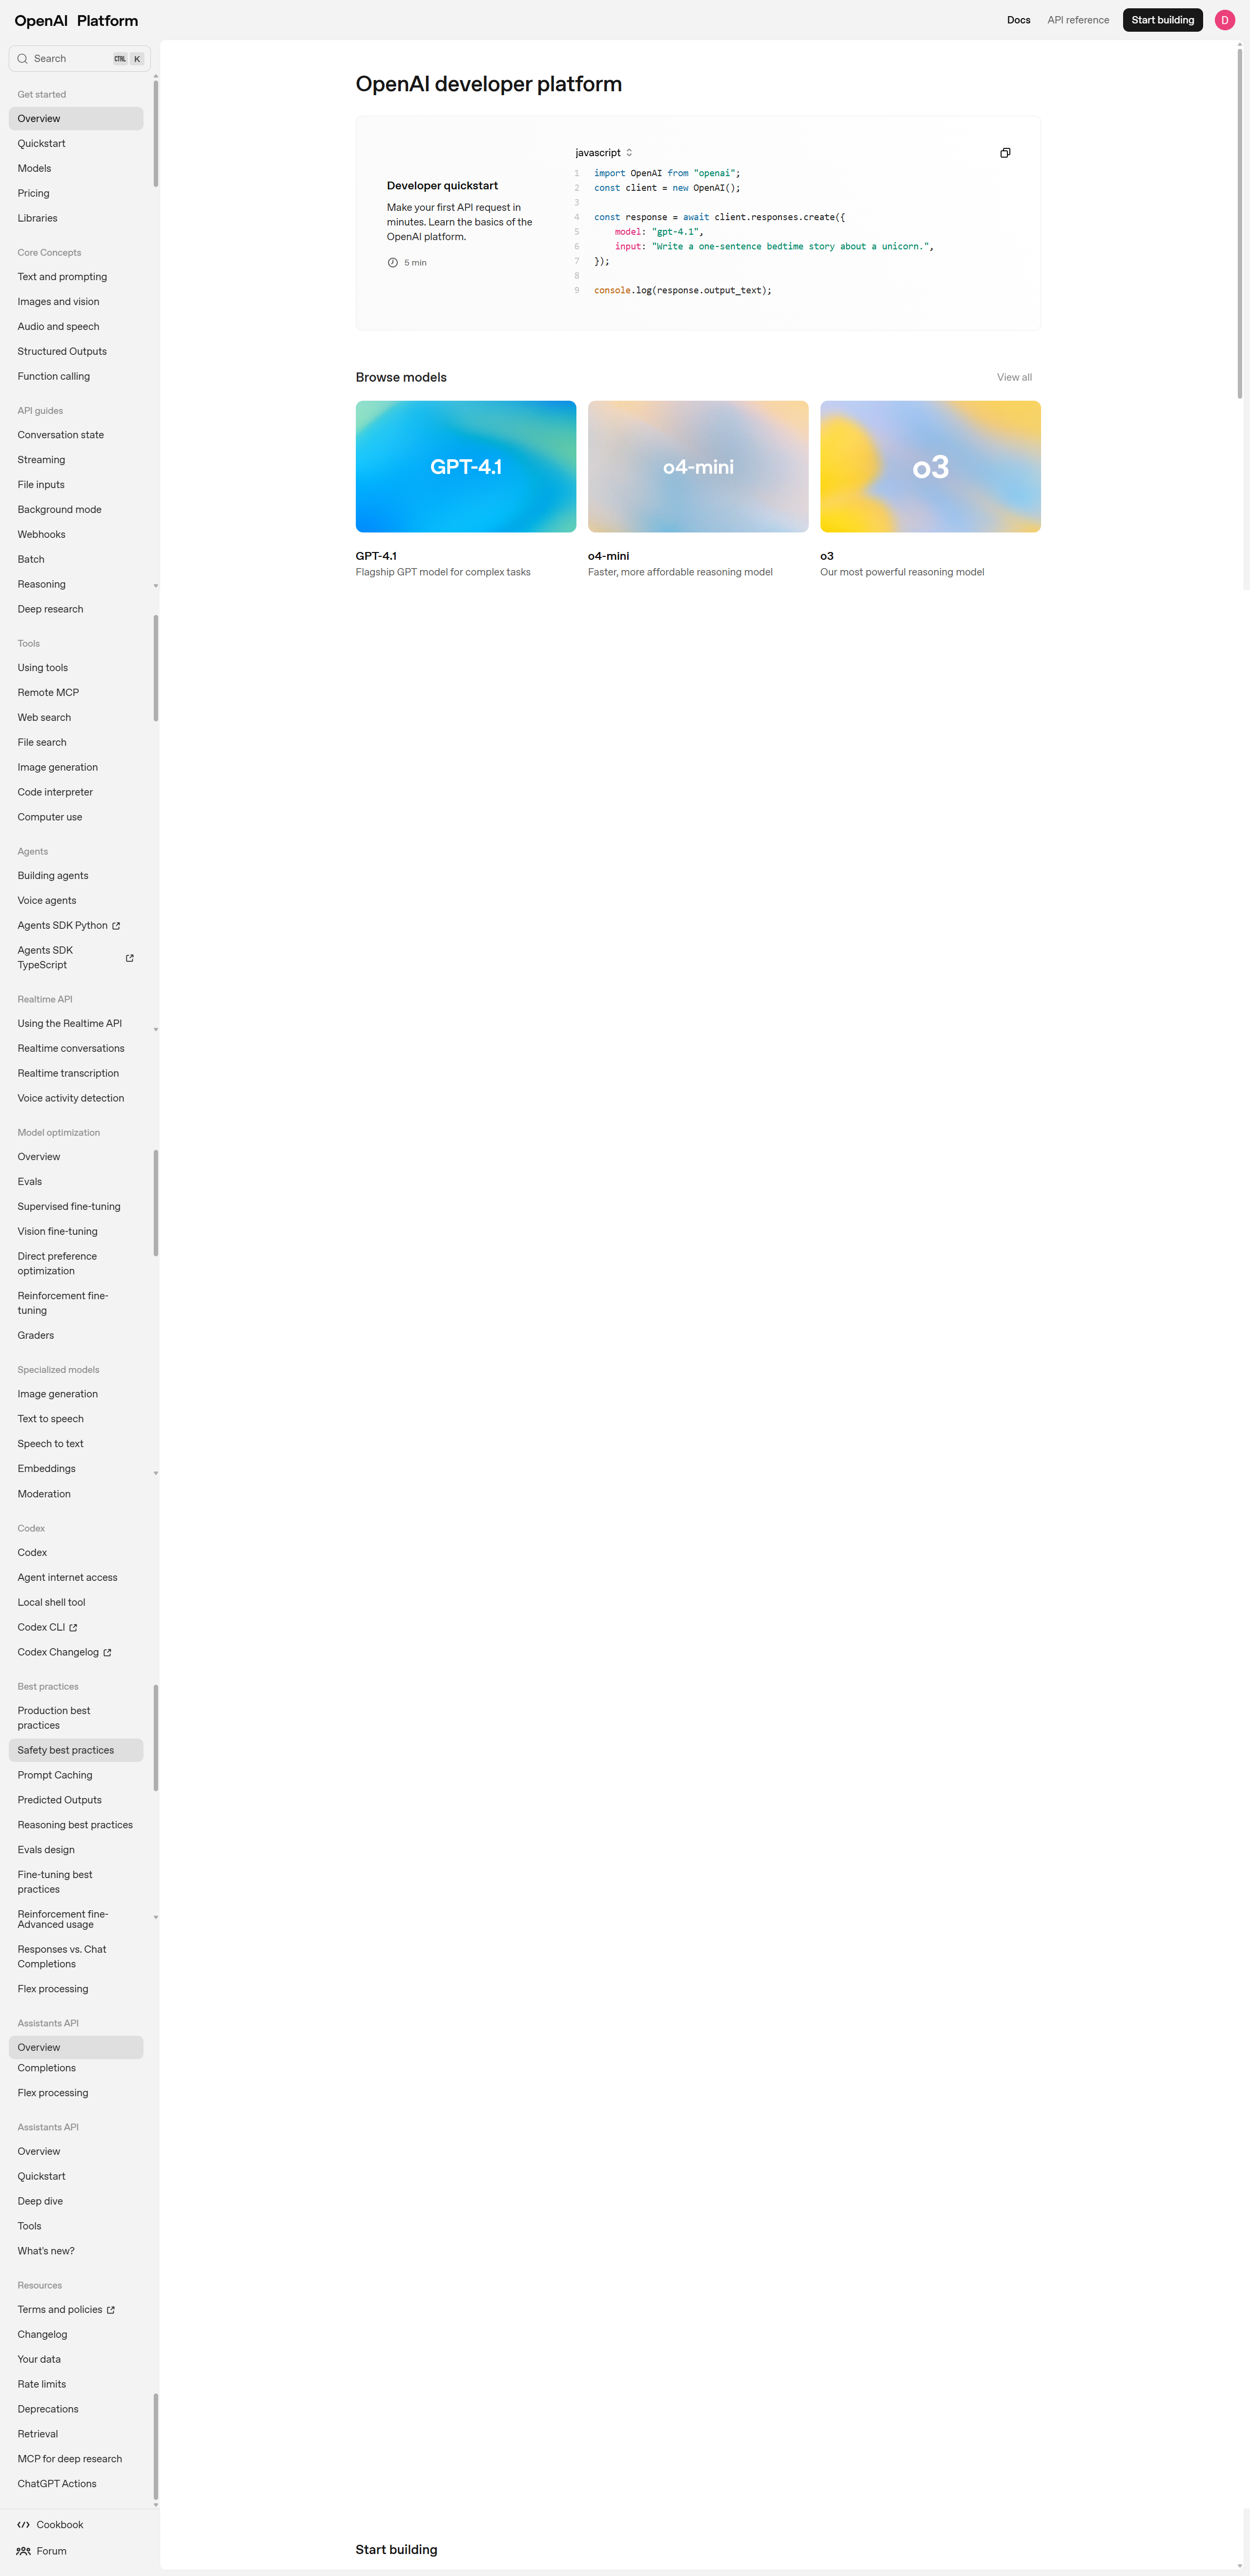 OpenAI Platform
Docs
API reference
Start building
D
Search
CTRL K
Get started
Overview
Quickstart
Models
Pricing
Libraries
Core Concepts
Text and prompting
Images and vision
Audio and speech
Structured Outputs
Function calling
API guides
Conversation state
Streaming
File inputs
Background mode
Webhooks
Batch
Reasoning
Deep research
Tools
Using tools
Remote MCP
Web search
File search
Image generation
Code interpreter
Computer use
Agents
Building agents
Voice agents
Agents SDK Python
Agents SDK
TypeScript
Realtime API
Using the Realtime API
Realtime conversations
Realtime transcription
Voice activity detection
Model optimization
Overview
Evals
Supervised fine-tuning
Vision fine-tuning
Direct preference
optimization
Reinforcement fine-
tuning
Graders
Specialized models
Image generation
Text to speech
Speech to text
Embeddings
Moderation
Codex
Codex
Agent internet access
Local shell tool
Codex CLI
Codex Changelog
Best practices
Production best
practices
Safety best practices
Prompt Caching
Predicted Outputs
Reasoning best practices
Evals design
Fine-tuning best
practices
Reinforcement fine-
Advanced usage
Responses vs. Chat
Completions
Flex processing
Assistants API
Overview
Completions
Flex processing
Assistants API
Overview
Quickstart
Deep dive
Tools
What's new?
Resources
Terms and policies
Changelog
Your data
Rate limits
Deprecations
Retrieval
MCP for deep research
ChatGPT Actions
Cookbook
Forum
OpenAI developer platform
Developer quickstart
Make your first API request in
minutes. Learn the basics of the
OpenAI platform.
5 min
javascript
1 import OpenAI from "openai";
2 const client = new OpenAI();
3
4 const response = await client.responses.create({
5     model: "gpt-4.1",
6     input: "Write a one-sentence bedtime story about a unicorn.",
7 });
8
9 console.log(response.output_text);
Browse models
View all
GPT-4.1
o4-mini
o3
GPT-4.1
Flagship GPT model for complex tasks
o4-mini
Faster, more affordable reasoning model
o3
Our most powerful reasoning model
Start building